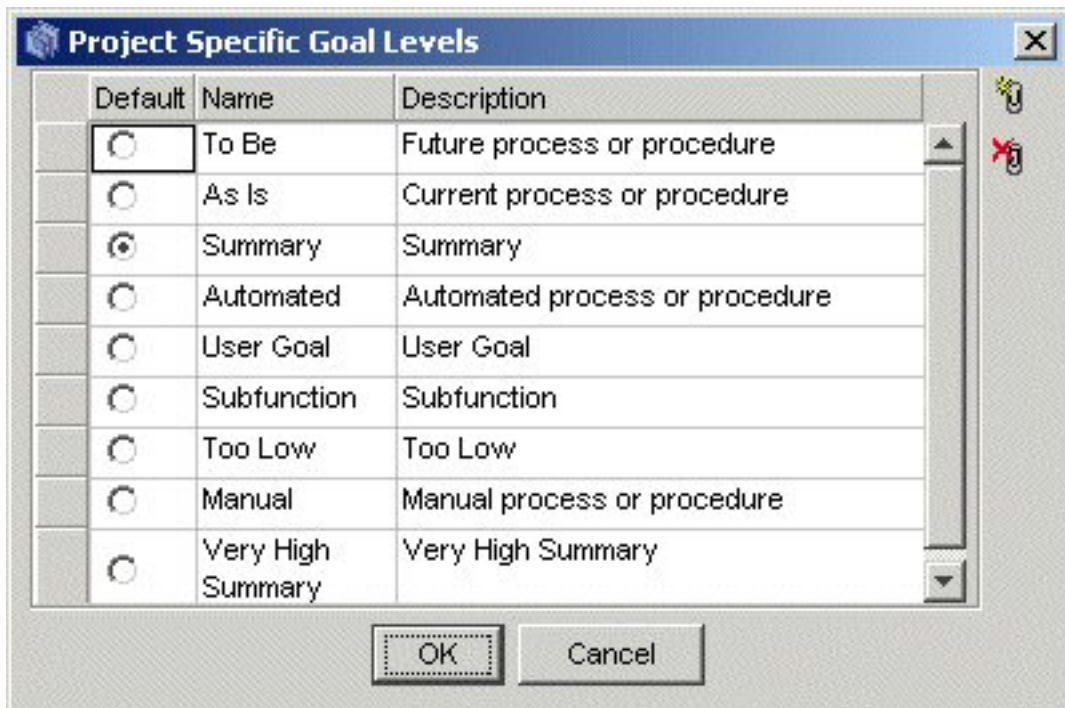 Project Specific Goal Levels
Default Name Description
To Be Future process or procedure
As Is Current process or procedure
Summary Summary
Automated Automated process or procedure
User Goal User Goal
Subfunction Subfunction
Too Low Too Low
Manual Manual process or procedure
Very High Very High Summary
Summary
OK Cancel